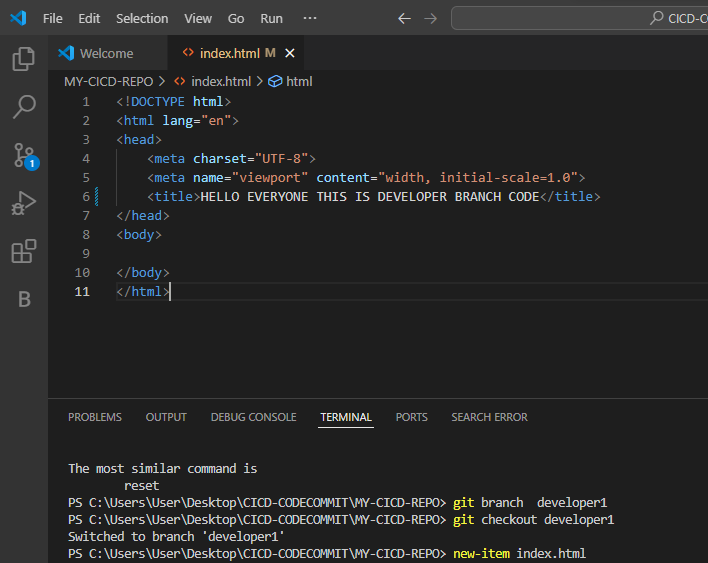 File Edit Selection View Go Run ··· CICD-CO
Welcome index.html M
MY-CICD-REPO > index.html > html
1 <!DOCTYPE html>
2 <html lang="en">
3 <head>
4 <meta charset="UTF-8">
5 <meta name="viewport" content="width, initial-scale=1.0">
6 <title>HELLO EVERYONE THIS IS DEVELOPER BRANCH CODE</title>
7 </head>
8 <body>
9
10 </body>
11 </html>
1
B
PROBLEMS OUTPUT DEBUG CONSOLE TERMINAL PORTS SEARCH ERROR
The most similar command is
reset
PS C:\Users\User\Desktop\CICD-CODECOMMIT\MY-CICD-REPO> git branch  developer1
PS C:\Users\User\Desktop\CICD-CODECOMMIT\MY-CICD-REPO> git checkout developer1
Switched to branch 'developer1'
PS C:\Users\User\Desktop\CICD-CODECOMMIT\MY-CICD-REPO> new-item index.html